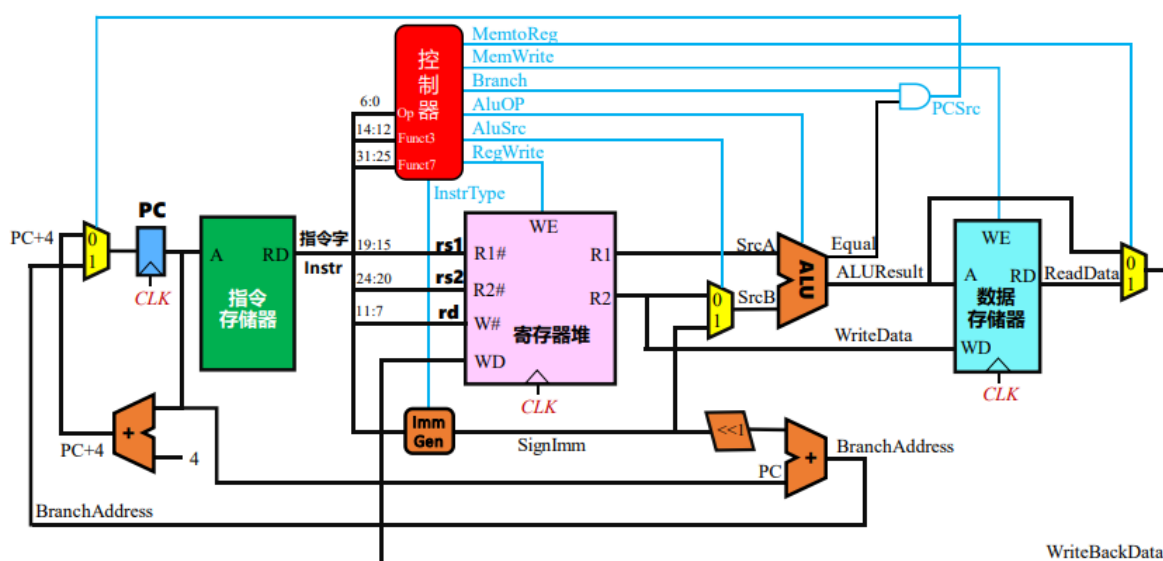 MemtoReg
MemWrite
Branch
AluOP
AluSrc
RegWrite
InstrType
控制器
Op
Funct3
Funct7
6:0
14:12
31:25
PCSrc
PC+4
0
1
PC
CLK
A
RD
指令存储器
指令字
Instr
19:15
rs1
24:20
rs2
11:7
rd
WE
R1#
R2#
W#
WD
R1
R2
寄存器堆
CLK
0
1
SrcA
SrcB
ALU
Equal
ALUResult
WriteData
WE
A
RD
数据存储器
WD
CLK
ReadData
0
1
PC+4
+
4
Imm Gen
SignImm
<<1
PC
+
BranchAddress
BranchAddress
WriteBackData